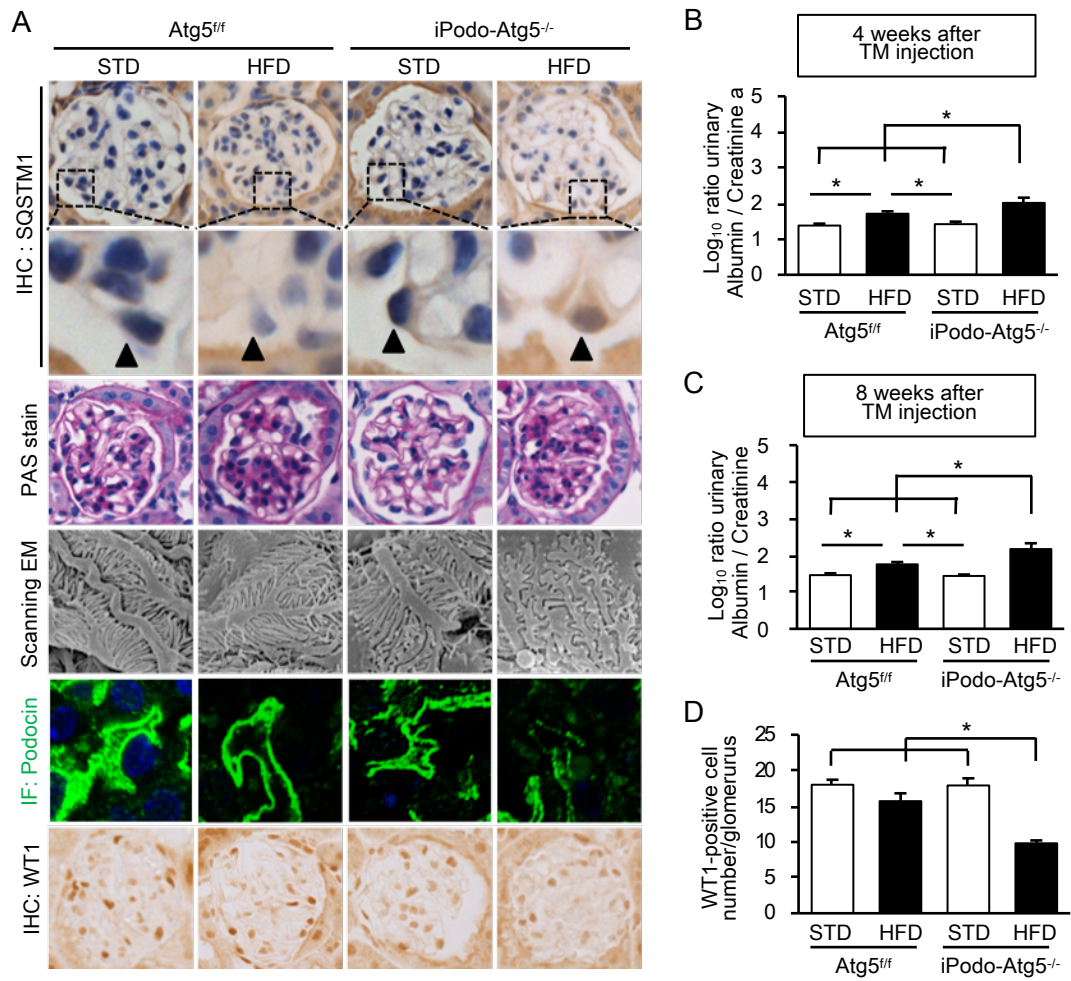 A
Atg5f/f
iPodo-Atg5-/-
STD
HFD
STD
HFD
IHC : SQSTM1
PAS stain
Scanning EM
IF: Podocin
IHC: WT1
B
4 weeks after
TM injection
Log10 ratio urinary
Albumin / Creatinine a
5
4
3
2
1
0
*
*
*
STD
HFD
STD
HFD
Atg5f/f
iPodo-Atg5-/-
C
8 weeks after
TM injection
Log10 ratio urinary
Albumin / Creatinine
5
4
3
2
1
0
*
*
*
STD
HFD
STD
HFD
Atg5f/f
iPodo-Atg5-/-
D
WT1-positive cell
number/glomerurus
25
20
15
10
5
0
*
STD
HFD
STD
HFD
Atg5f/f
iPodo-Atg5-/-